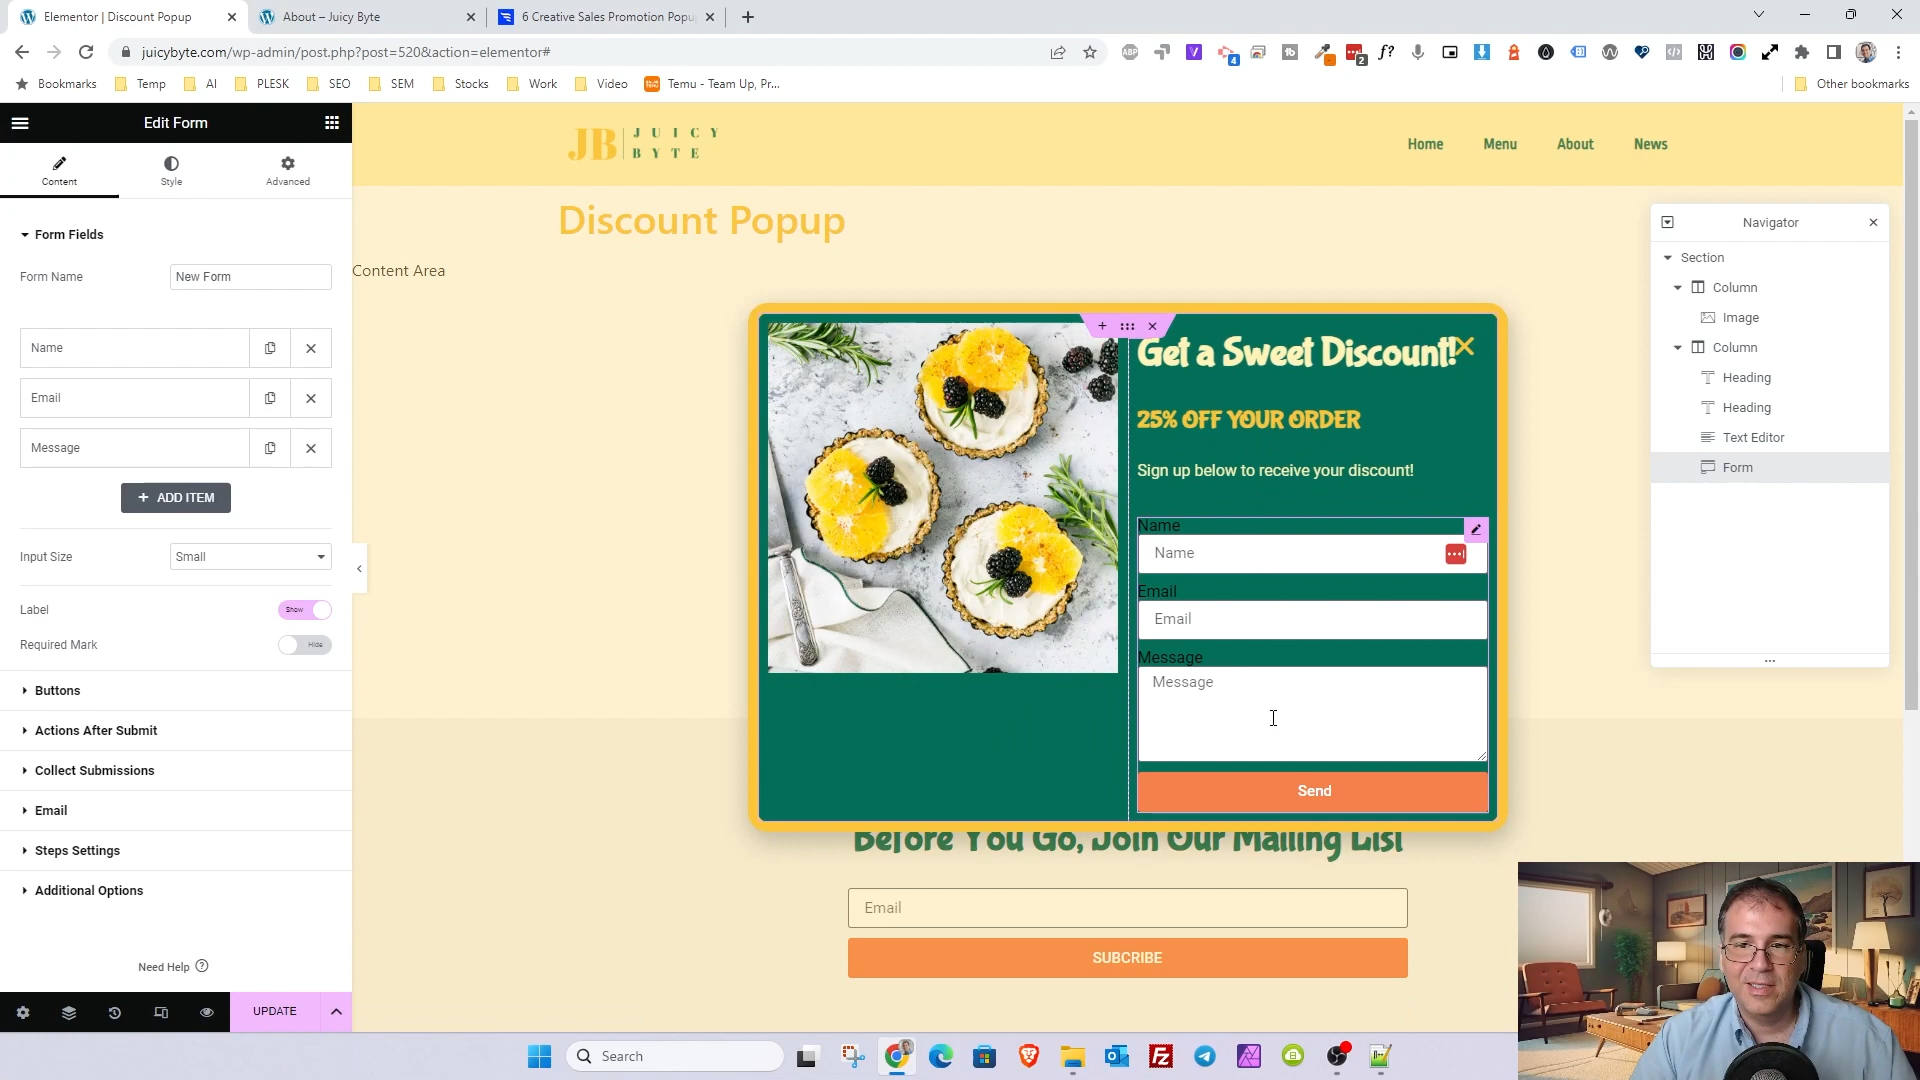 Elementor | Discount Popup
About – Juicy Byte
6 Creative Sales Promotion Popu
juicybyte.com/wp-admin/post.php?post=520&action=elementor#
ABP
4
2
f?
Bookmarks
Temp
AI
PLESK
SEO
SEM
Stocks
Work
Video
Temu - Team Up, Pr...
Other bookmarks
Edit Form
Content
Style
Advanced
Form Fields
Form Name
New Form
Name
Email
Message
ADD ITEM
Input Size
Small
Label
Show
Required Mark
Hide
Buttons
Actions After Submit
Collect Submissions
Email
Steps Settings
Additional Options
Need Help
UPDATE
JB
JUICY
BYTE
Home
Menu
About
News
Discount Popup
Content Area
Get a Sweet Discount!
25% OFF YOUR ORDER
Sign up below to receive your discount!
Name
Name
Email
Email
Message
Message
Send
Before You Go, Join Our Mailing List
Email
SUBCRIBE
Navigator
Section
Column
Image
Column
Heading
Heading
Text Editor
Form
Search